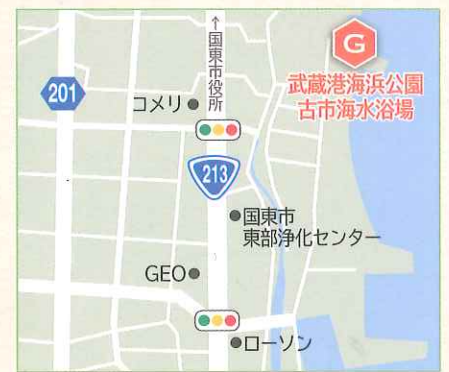 ↑国東市役所
G
武蔵港海浜公園
古市海水浴場
201
コメリ
213
国東市
東部浄化センター
GEO
ローソン